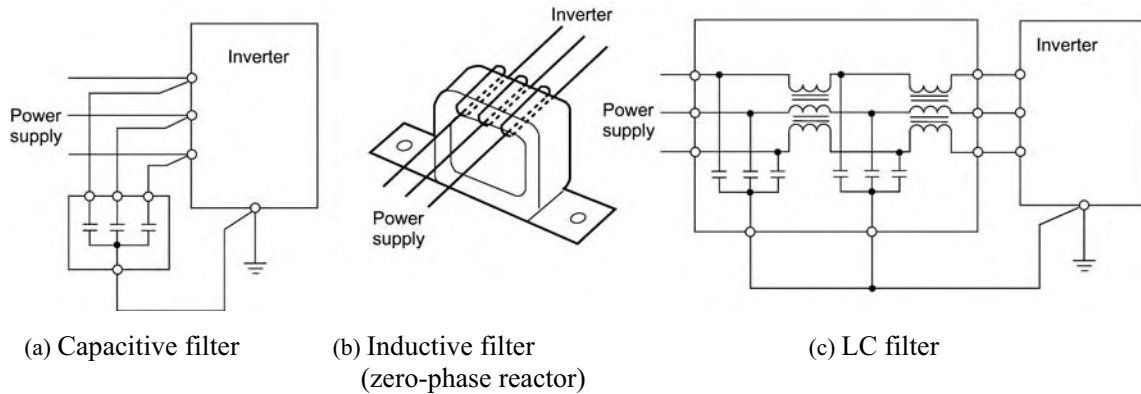 Inverter
Power
supply
(a) Capacitive filter
Inverter
Power
supply
(b) Inductive filter
(zero-phase reactor)
Power
supply
Inverter
(c) LC filter